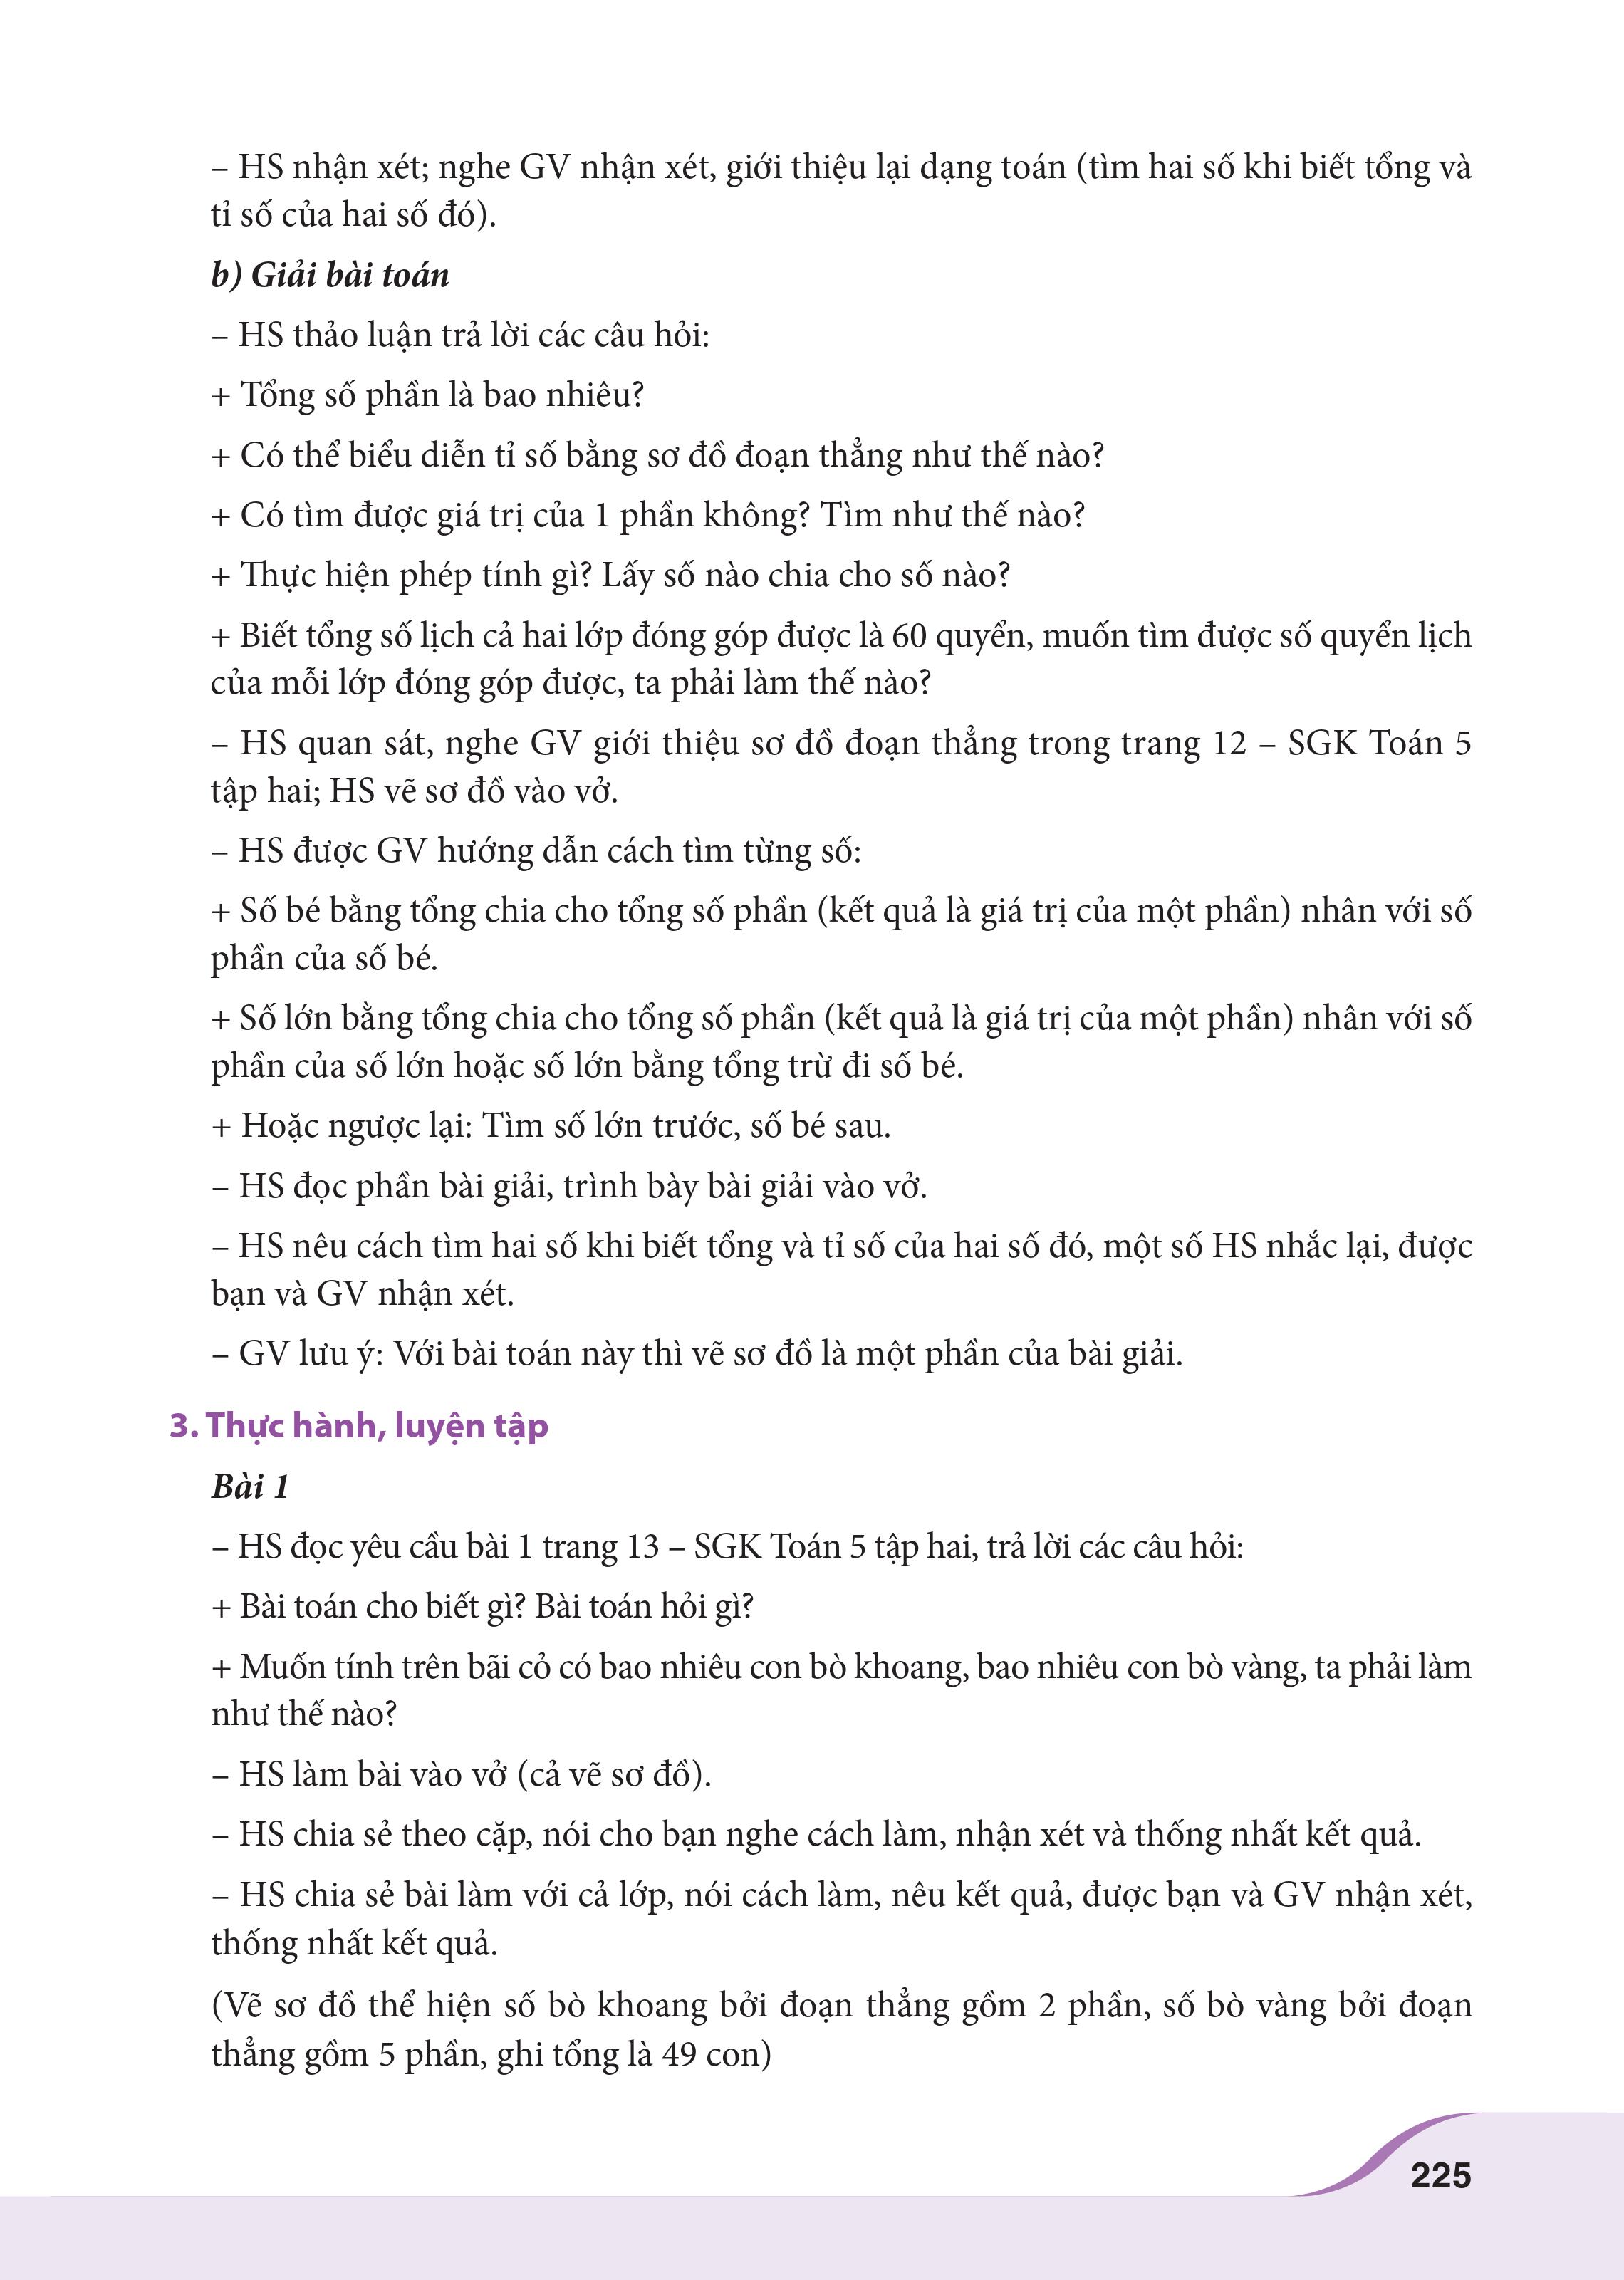 – HS nhận xét; nghe GV nhận xét, giới thiệu lại dạng toán (tìm hai số khi biết tổng và
tỉ số của hai số đó).
b) Giải bài toán
– HS thảo luận trả lời các câu hỏi:
+ Tổng số phần là bao nhiêu?
+ Có thể biểu diễn tỉ số bằng sơ đồ đoạn thẳng như thế nào?
+ Có tìm được giá trị của 1 phần không? Tìm như thế nào?
+ Thực hiện phép tính gì? Lấy số nào chia cho số nào?
+ Biết tổng số lịch cả hai lớp đóng góp được là 60 quyển, muốn tìm được số quyển lịch
của mỗi lớp đóng góp được, ta phải làm thế nào?
– HS quan sát, nghe GV giới thiệu sơ đồ đoạn thẳng trong trang 12 – SGK Toán 5
tập hai; HS vẽ sơ đồ vào vở.
– HS được GV hướng dẫn cách tìm từng số:
+ Số bé bằng tổng chia cho tổng số phần (kết quả là giá trị của một phần) nhân với số
phần của số bé.
+ Số lớn bằng tổng chia cho tổng số phần (kết quả là giá trị của một phần) nhân với số
phần của số lớn hoặc số lớn bằng tổng trừ đi số bé.
+ Hoặc ngược lại: Tìm số lớn trước, số bé sau.
– HS đọc phần bài giải, trình bày bài giải vào vở.
– HS nêu cách tìm hai số khi biết tổng và tỉ số của hai số đó, một số HS nhắc lại, được
bạn và GV nhận xét.
– GV lưu ý: Với bài toán này thì vẽ sơ đồ là một phần của bài giải.
3. Thực hành, luyện tập
Bài 1
– HS đọc yêu cầu bài 1 trang 13 – SGK Toán 5 tập hai, trả lời các câu hỏi:
+ Bài toán cho biết gì? Bài toán hỏi gì?
+ Muốn tính trên bãi cỏ có bao nhiêu con bò khoang, bao nhiêu con bò vàng, ta phải làm
như thế nào?
– HS làm bài vào vở (cả vẽ sơ đồ).
– HS chia sẻ theo cặp, nói cho bạn nghe cách làm, nhận xét và thống nhất kết quả.
– HS chia sẻ bài làm với cả lớp, nói cách làm, nêu kết quả, được bạn và GV nhận xét,
thống nhất kết quả.
(Vẽ sơ đồ thể hiện số bò khoang bởi đoạn thẳng gồm 2 phần, số bò vàng bởi đoạn
thẳng gồm 5 phần, ghi tổng là 49 con)
225